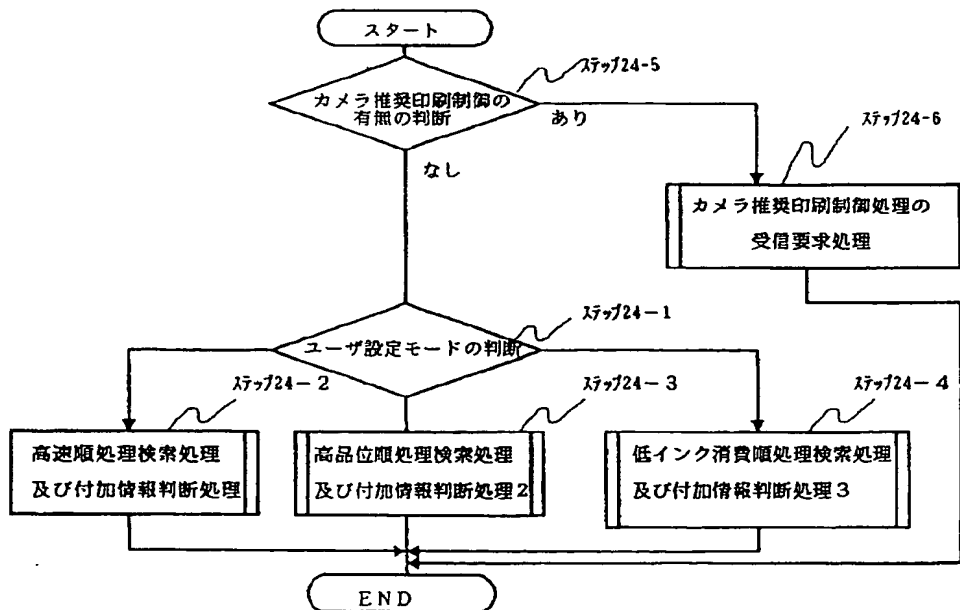 スタート
ステップ24-5
カメラ推奨印刷制御の
有無の判断
あり
なし
ステップ24-6
カメラ推奨印刷制御処理の
受信要求処理
ステップ24-1
ユーザ設定モードの判断
ステップ24-2
高速順処理検索処理
及び付加情報判断処理
ステップ24-3
高品位順処理検索処理
及び付加情報判断処理2
ステップ24-4
低インク消費順処理検索処理
及び付加情報判断処理3
END